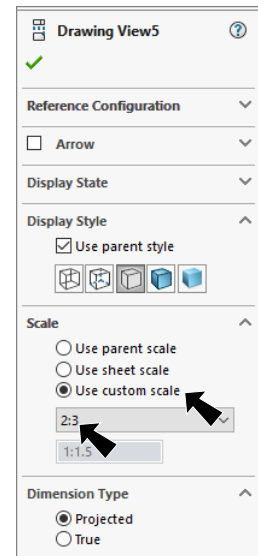 Drawing View5
Reference Configuration
Arrow
Display State
Display Style
Use parent style
Scale
Use parent scale
Use sheet scale
Use custom scale
2:3
1:1.5
Dimension Type
Projected
True